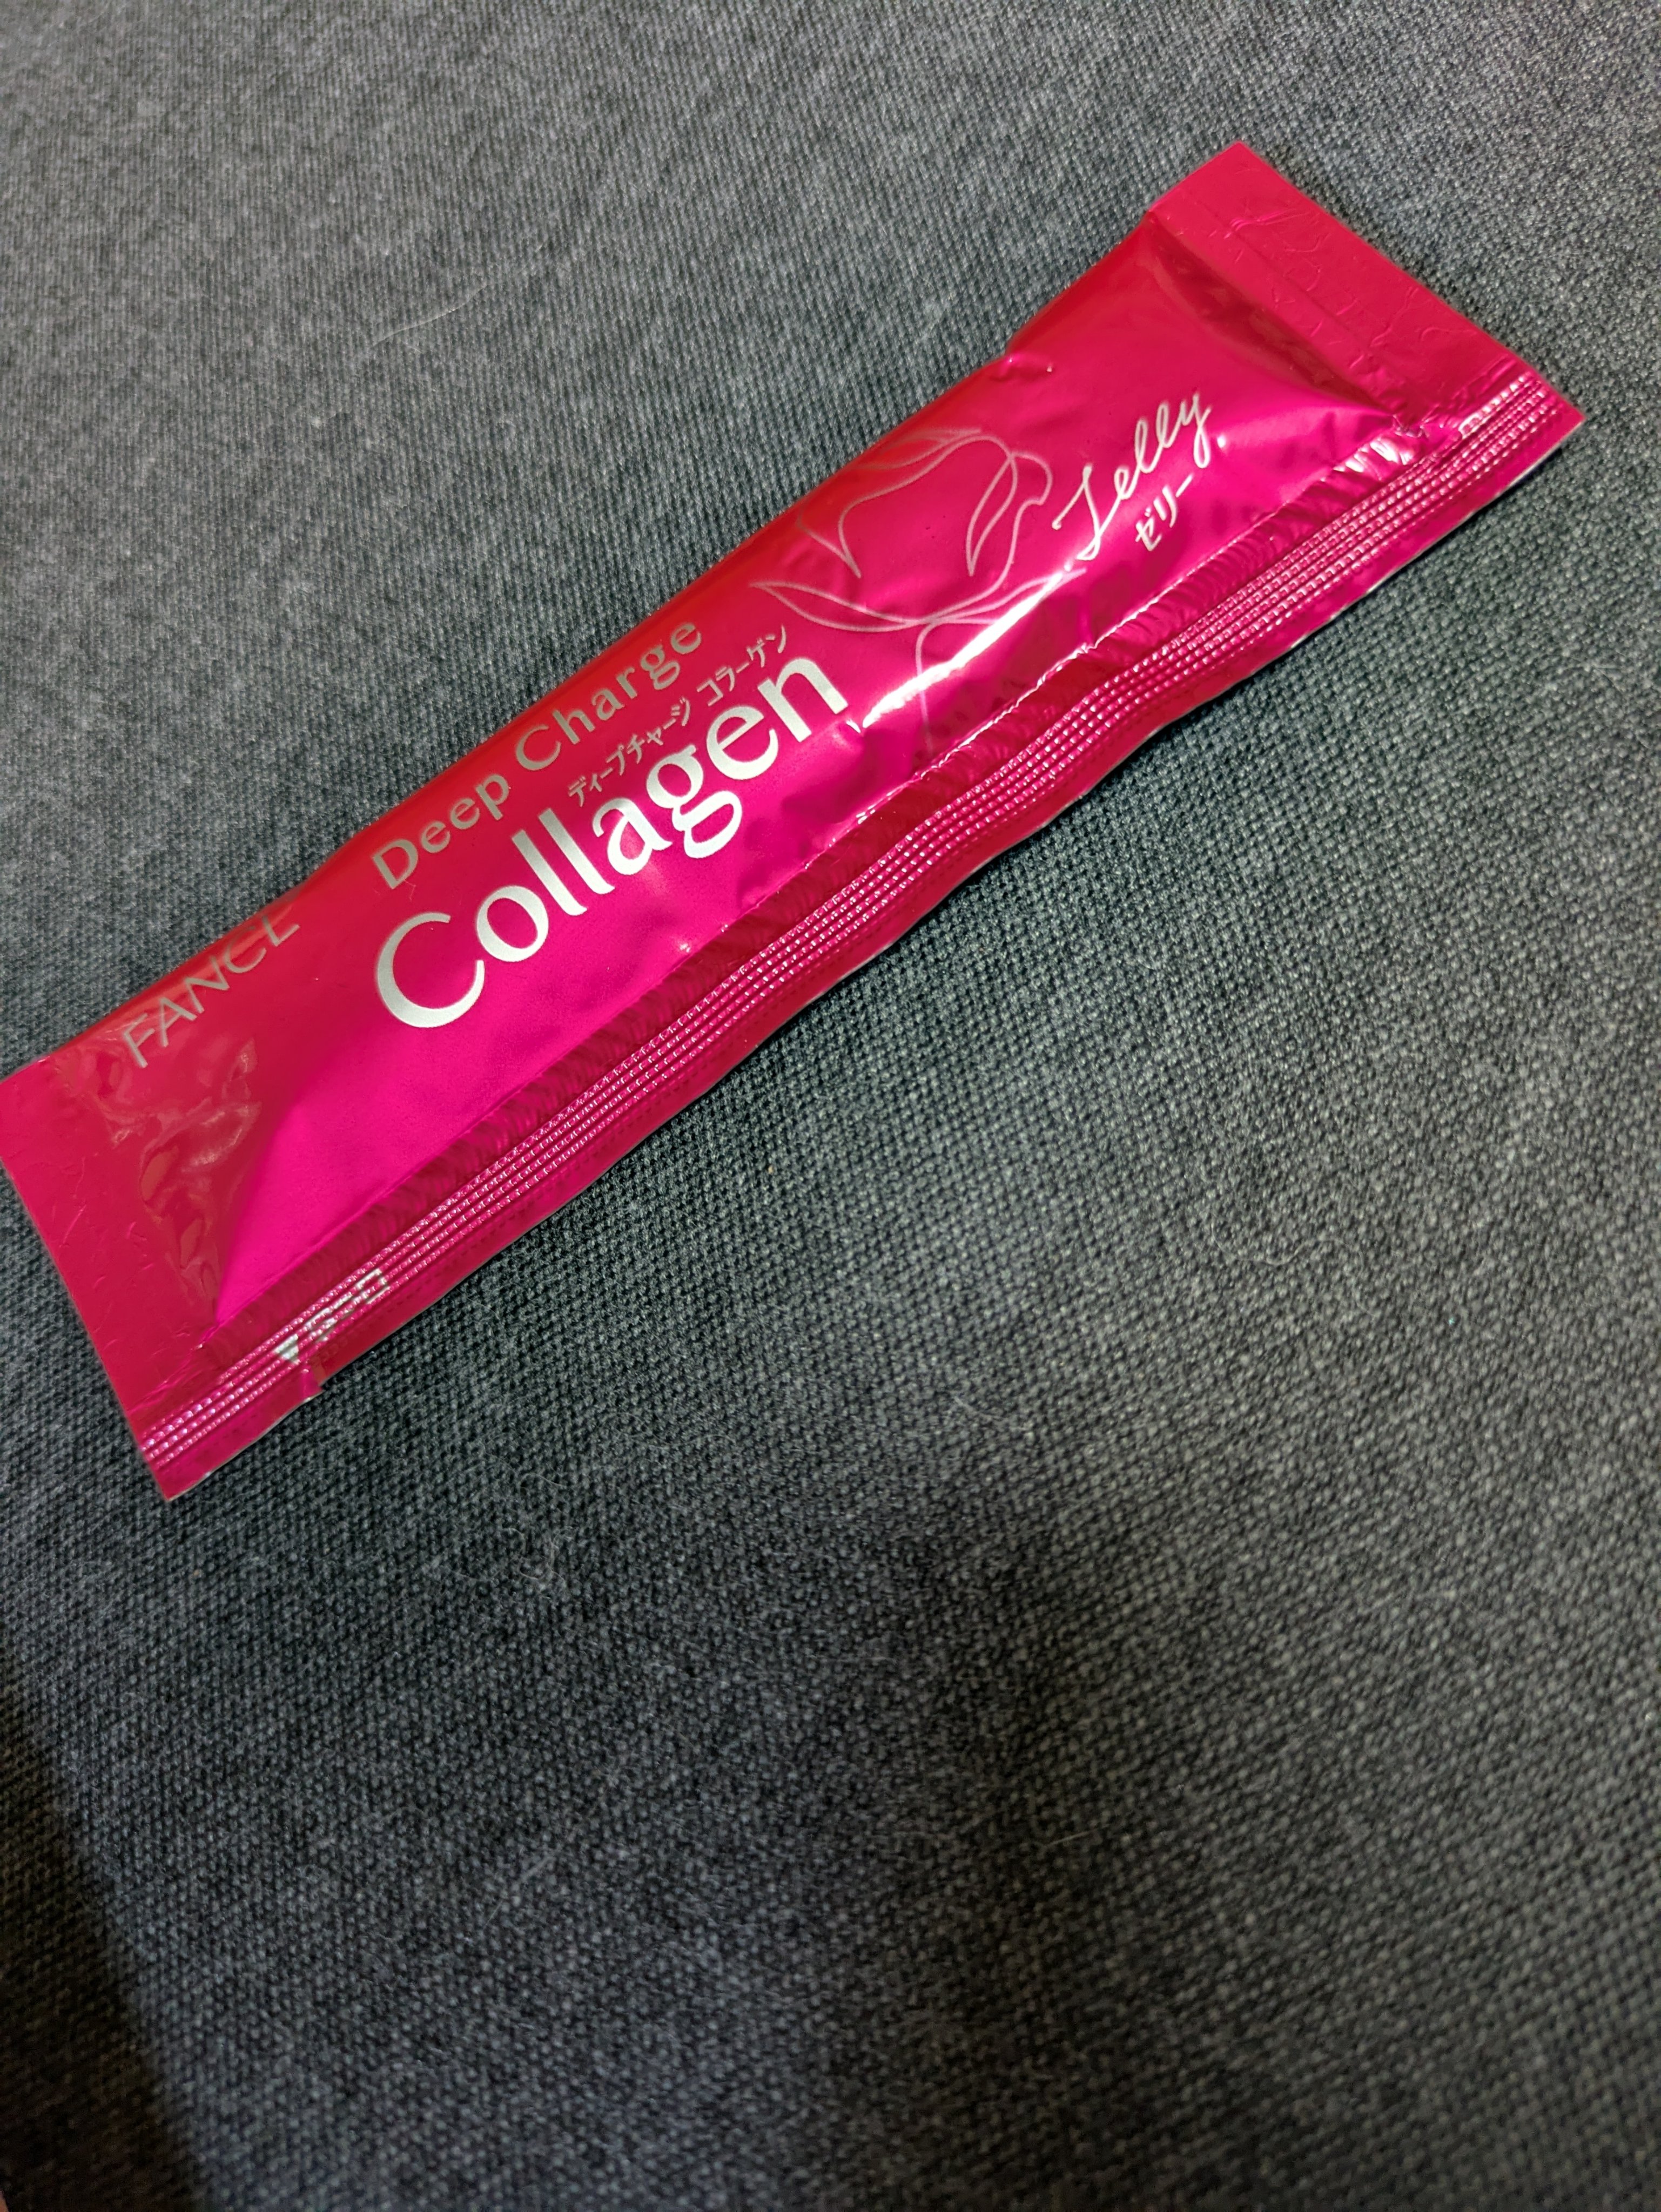 FANCL
Deep Charge
ディープチャージ コラーゲン
Collagen
Jelly
ゼリー